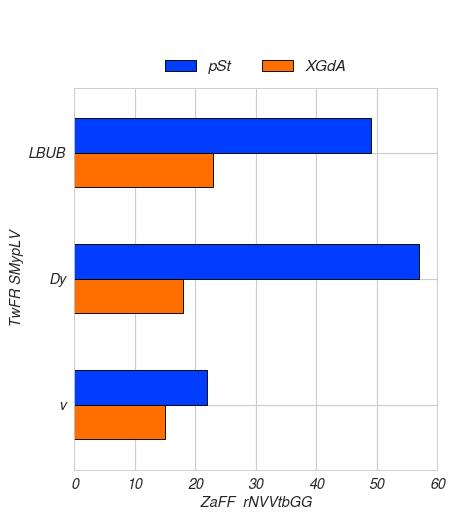 pSt XGdA
TwFR SMypLV
LBUB
Dy
v
0 10 20 30 40 50 60
ZaFF rNVVtbGG